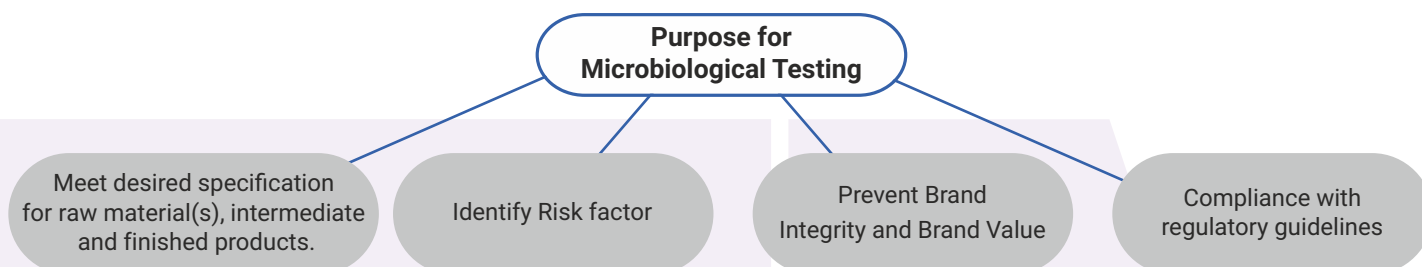 Purpose for
Microbiological Testing
Meet desired specification
for raw material(s), intermediate
and finished products.
Identify Risk factor
Prevent Brand
Integrity and Brand Value
Compliance with
regulatory guidelines